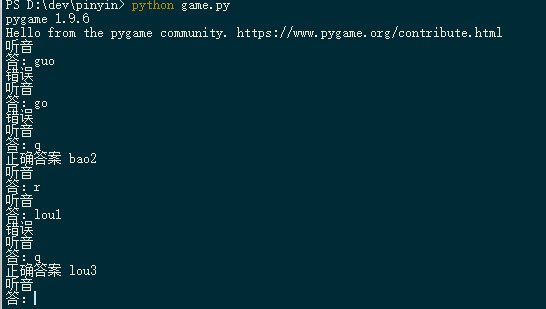 PS D:\dev\pinyin> python game.py
pygame 1.9.6
Hello from the pygame community. https://www.pygame.org/contribute.html
听音
答: guo
错误
听音
答: go
错误
听音
答: q
正确答案 bao2
听音
答: r
听音
答: lou1
错误
听音
答: q
正确答案 lou3
听音
答: